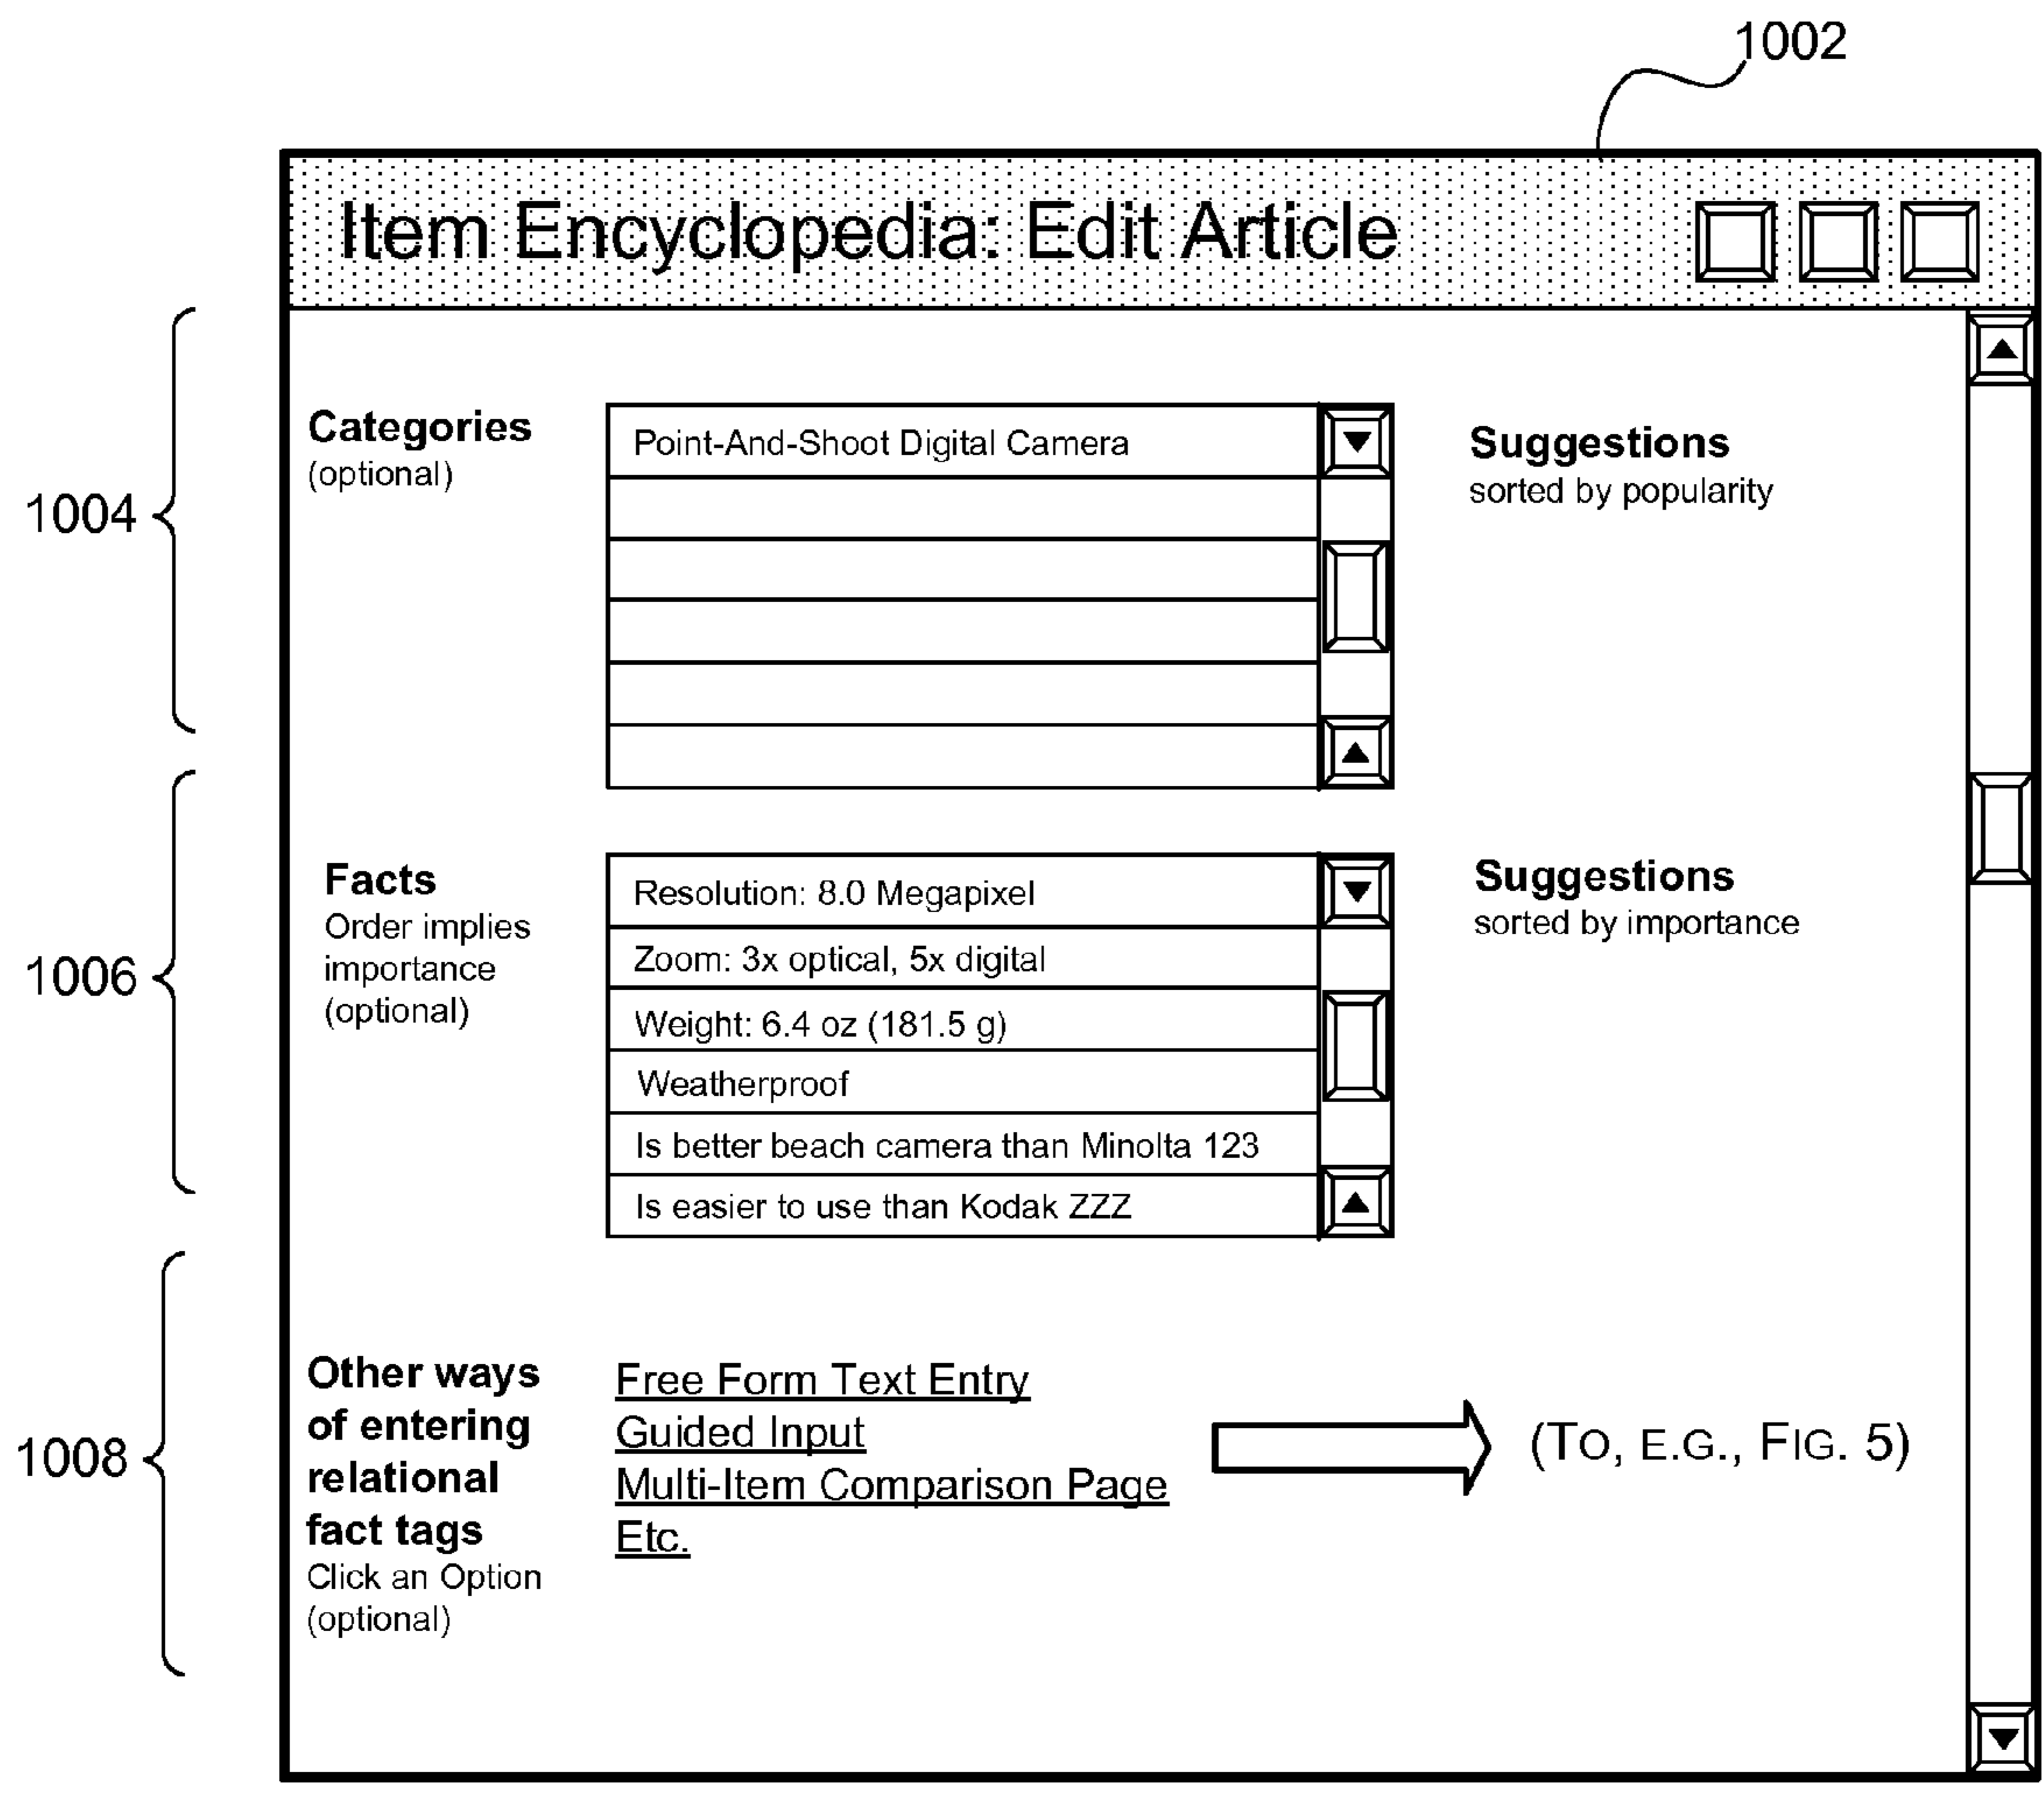 1002
Item Encyclopedia: Edit Article
1004
Categories
(optional)
Point-And-Shoot Digital Camera
Suggestions
sorted by popularity
1006
Facts
Order implies
importance
(optional)
Resolution: 8.0 Megapixel
Zoom: 3x optical, 5x digital
Weight: 6.4 oz (181.5 g)
Weatherproof
Is better beach camera than Minolta 123
Is easier to use than Kodak ZZZ
Suggestions
sorted by importance
1008
Other ways
of entering
relational
fact tags
Click an Option
(optional)
Free Form Text Entry
Guided Input
Multi-Item Comparison Page
Etc.
(TO, E.G., FIG. 5)